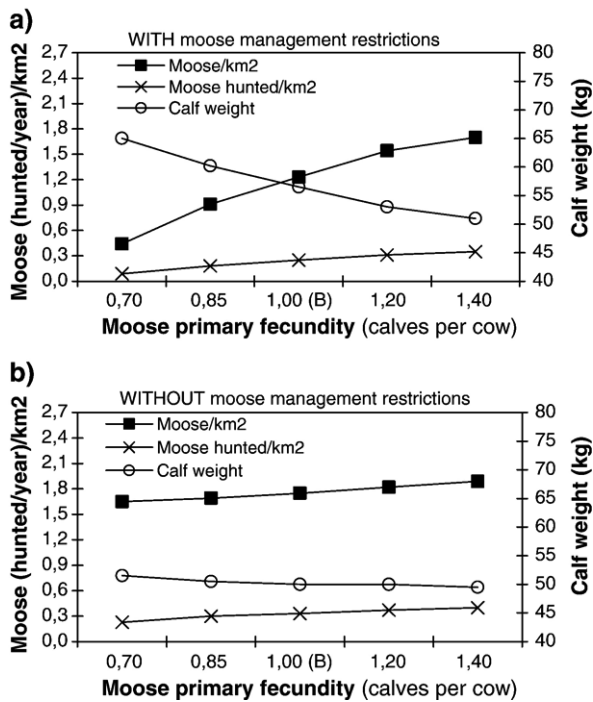 a)
WITH moose management restrictions
Moose/km2
Moose hunted/km2
Calf weight
Moose (hunted/year)/km2
2,7
2,4
2,1
1,8
1,5
1,2
0,9
0,6
0,3
0,0
80
75
70
65
60
55
50
45
40
Calf weight (kg)
0,70 0,85 1,00 (B) 1,20 1,40
Moose primary fecundity (calves per cow)
b)
WITHOUT moose management restrictions
Moose/km2
Moose hunted/km2
Calf weight
Moose (hunted/year)/km2
2,7
2,4
2,1
1,8
1,5
1,2
0,9
0,6
0,3
0,0
80
75
70
65
60
55
50
45
40
Calf weight (kg)
0,70 0,85 1,00 (B) 1,20 1,40
Moose primary fecundity (calves per cow)